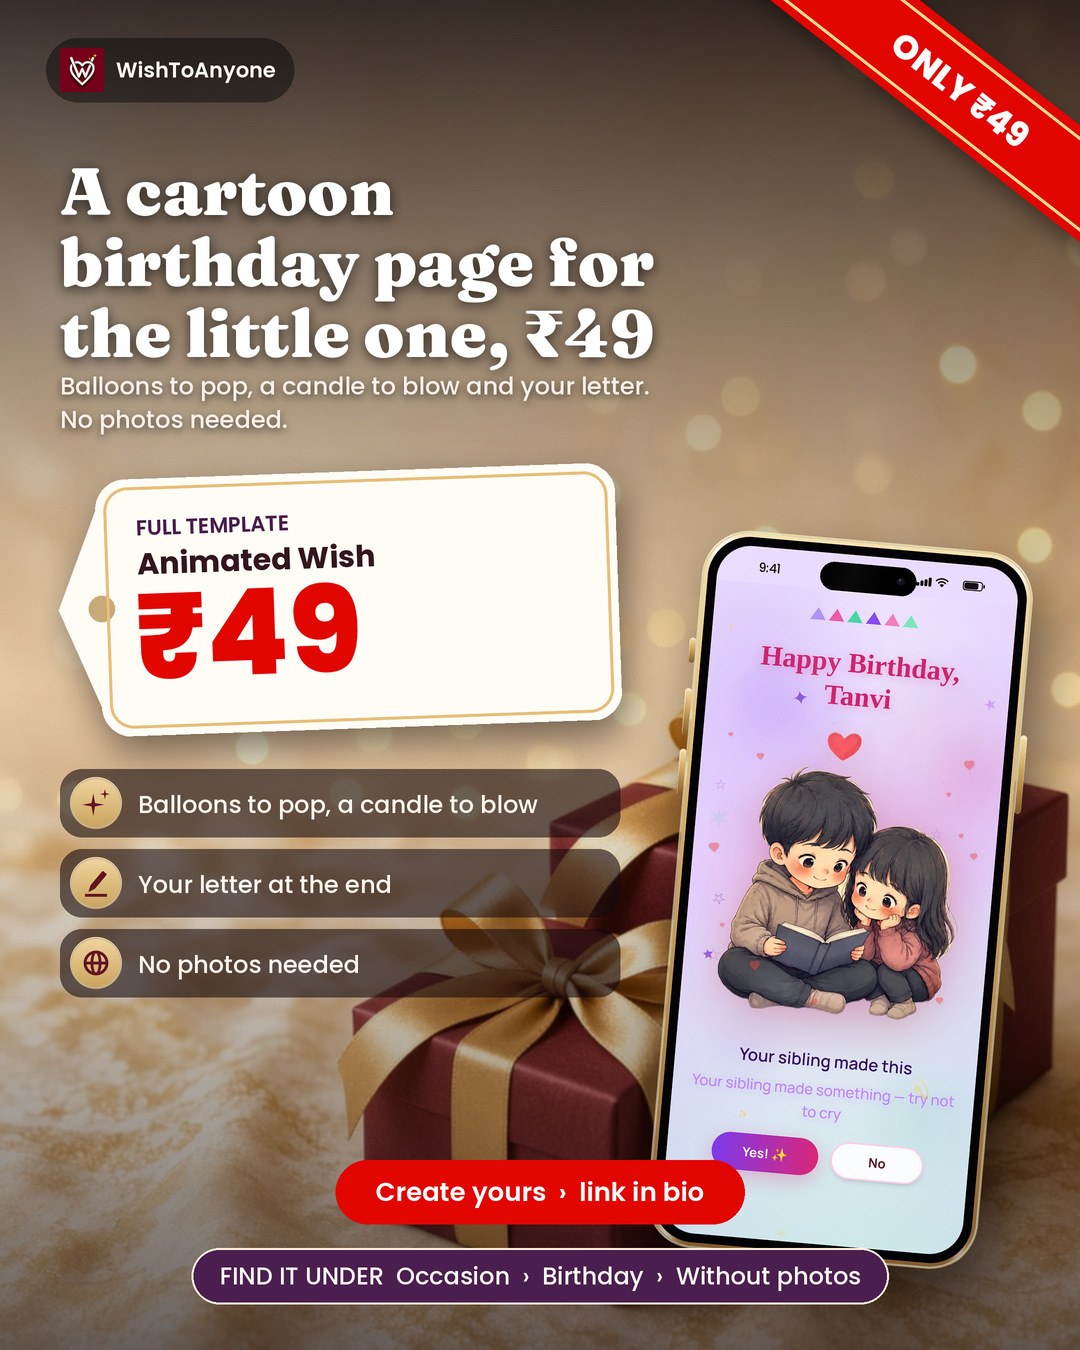 WishToAnyone
ONLY ₹49
A cartoon
birthday page for
the little one, ₹49
Balloons to pop, a candle to blow and your letter.
No photos needed.
FULL TEMPLATE
Animated Wish
₹49
Balloons to pop, a candle to blow
Your letter at the end
No photos needed
9:41
Happy Birthday,
Tanvi
Your sibling made this
Your sibling made something — try not
to cry
Yes! ✨
No
Create yours › link in bio
FIND IT UNDER Occasion › Birthday › Without photos